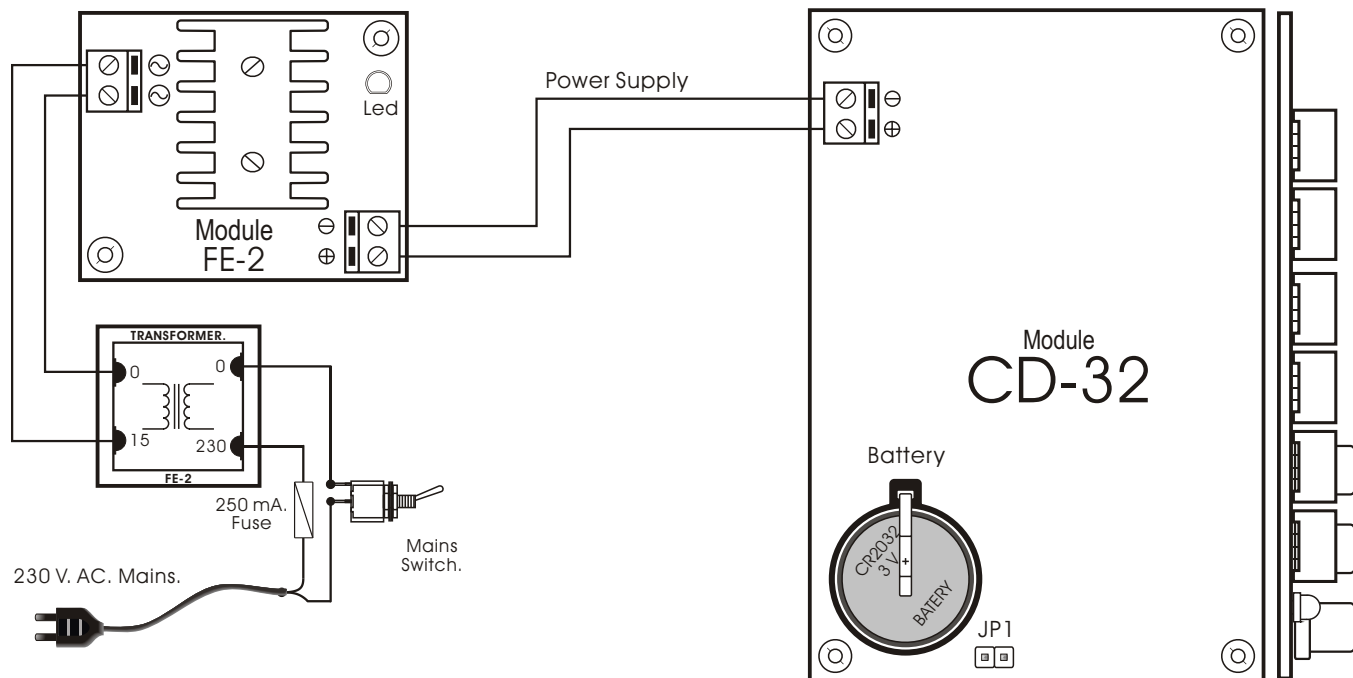 Power Supply
Led
Module
FE-2
TRANSFORMER.
0
0
15
230
FE-2
250 mA.
Fuse
Mains
Switch.
230 V. AC. Mains.
Module
CD-32
Battery
CR2032
3 V
+
BATERY
JP1